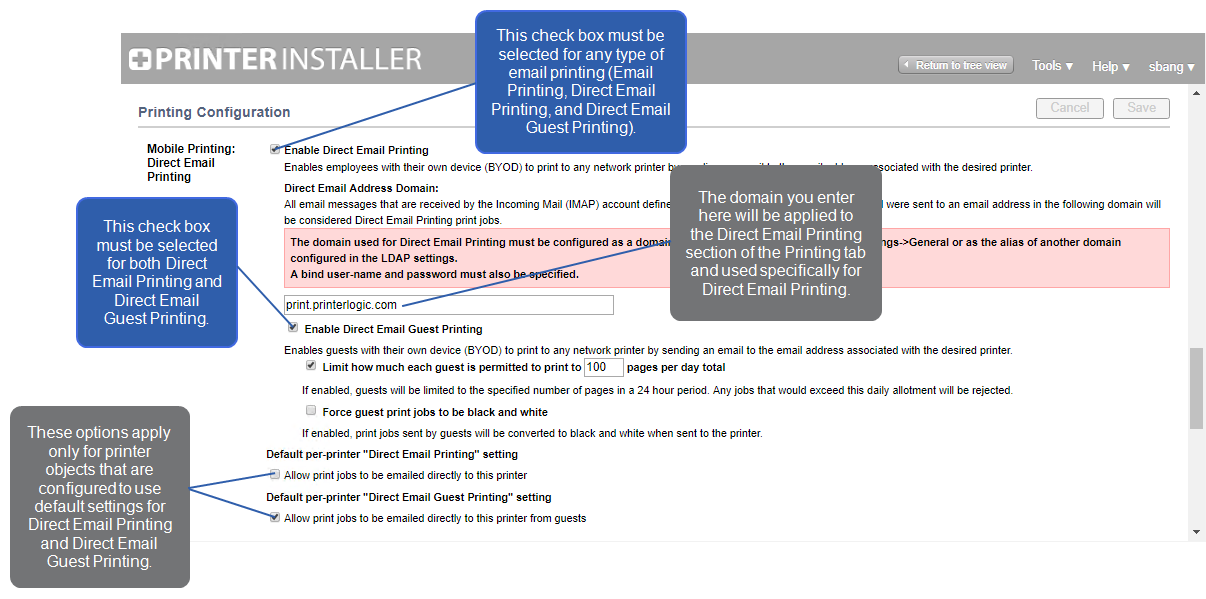 This check box must be
selected for any type of
email printing (Email
Printing, Direct Email
Printing, and Direct Email
Guest Printing).
PRINTERINSTALLER
Return to tree view
Tools ▾
Help ▾
sbang ▾
Printing Configuration
Cancel
Save
Mobile Printing:
Direct Email
Printing
Enable Direct Email Printing
Enables employees with their own device (BYOD) to print to any network printer by associated with the desired printer.
Direct Email Address Domain:
All email messages that are received by the Incoming Mail (IMAP) account define were sent to an email address in the following domain will
be considered Direct Email Printing print jobs.
The domain used for Direct Email Printing must be configured as a domai ngs->General or as the alias of another domain
configured in the LDAP settings.
A bind user-name and password must also be specified.
The domain you enter
here will be applied to
the Direct Email Printing
section of the Printing tab
and used specifically for
Direct Email Printing.
This check box
must be selected
for both Direct
Email Printing and
Direct Email
Guest Printing.
print.printerlogic.com
Enable Direct Email Guest Printing
Enables guests with their own device (BYOD) to print to any network printer by sending an email to the email address associated with the desired printer.
Limit how much each guest is permitted to print to 100 pages per day total
If enabled, guests will be limited to the specified number of pages in a 24 hour period. Any jobs that would exceed this daily allotment will be rejected.
Force guest print jobs to be black and white
If enabled, print jobs sent by guests will be converted to black and white when sent to the printer.
Default per-printer "Direct Email Printing" setting
Allow print jobs to be emailed directly to this printer
Default per-printer "Direct Email Guest Printing" setting
Allow print jobs to be emailed directly to this printer from guests
These options apply
only for printer
objects that are
configured to use
default settings for
Direct Email Printing
and Direct Email
Guest Printing.